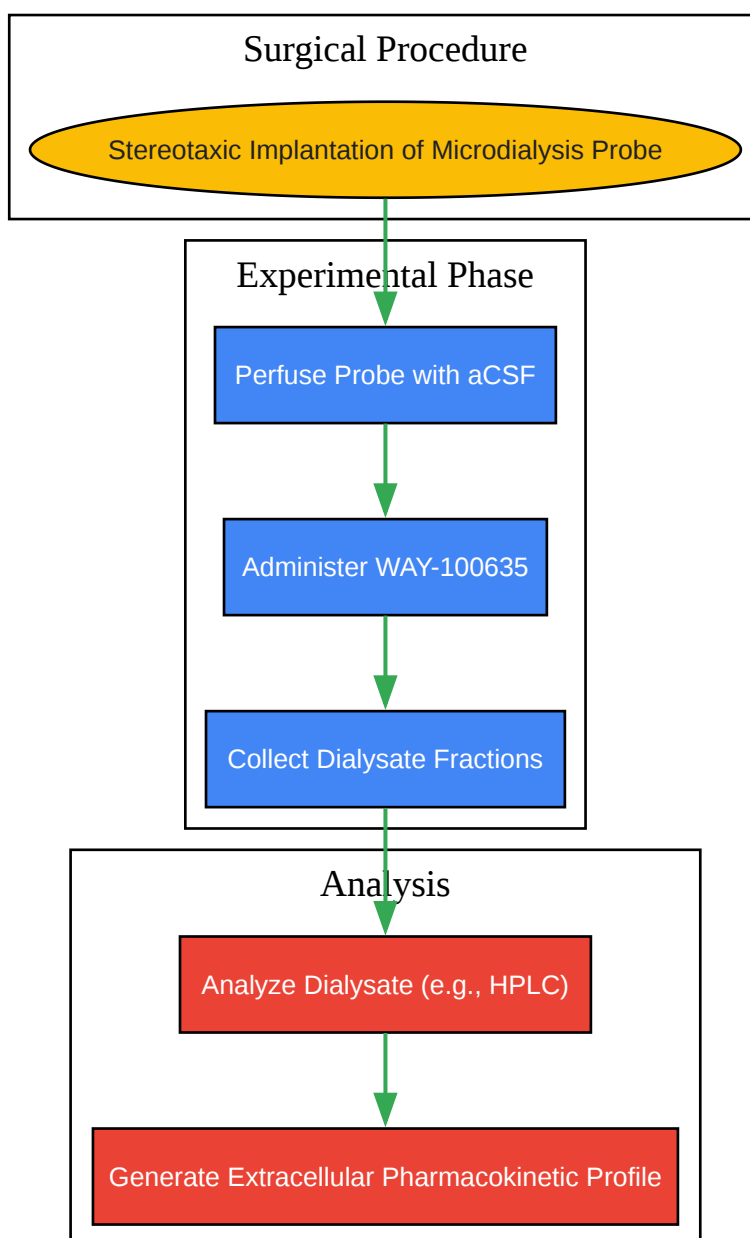 Surgical Procedure
Stereotaxic Implantation of Microdialysis Probe
Experimental Phase
Perfuse Probe with aCSF
Administer WAY-100635
Collect Dialysate Fractions
Analysis
Analyze Dialysate (e.g., HPLC)
Generate Extracellular Pharmacokinetic Profile